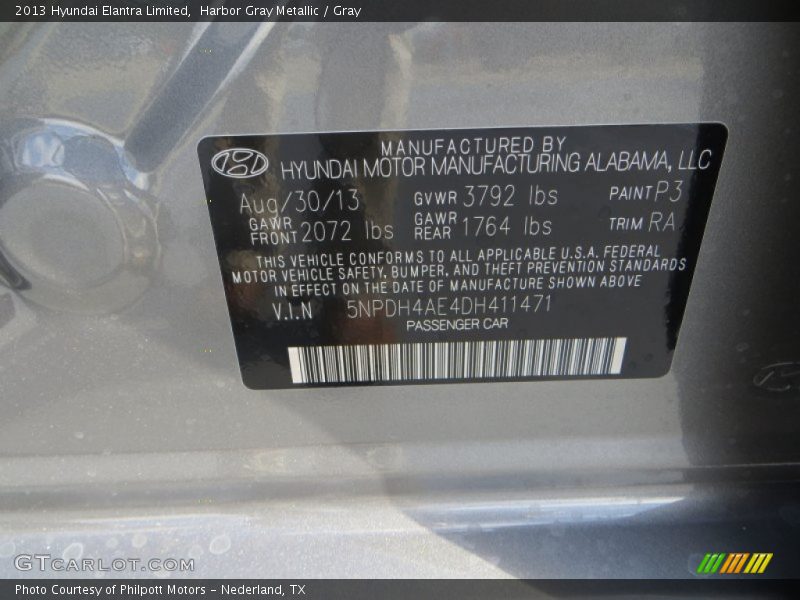 2013 Hyundai Elantra Limited, Harbor Gray Metallic / Gray
MANUFACTURED BY
HYUNDAI MOTOR MANUFACTURING ALABAMA, LLC
Aug/30/13 GVWR 3792 lbs PAINT P3
GAWR FRONT 2072 lbs GAWR REAR 1764 lbs TRIM RA
THIS VEHICLE CONFORMS TO ALL APPLICABLE U.S.A. FEDERAL
MOTOR VEHICLE SAFETY, BUMPER, AND THEFT PREVENTION STANDARDS
IN EFFECT ON THE DATE OF MANUFACTURE SHOWN ABOVE
V.I.N 5NPDH4AE4DH411471
PASSENGER CAR
GTCARLOT.COM
Photo Courtesy of Philpott Motors - Nederland, TX